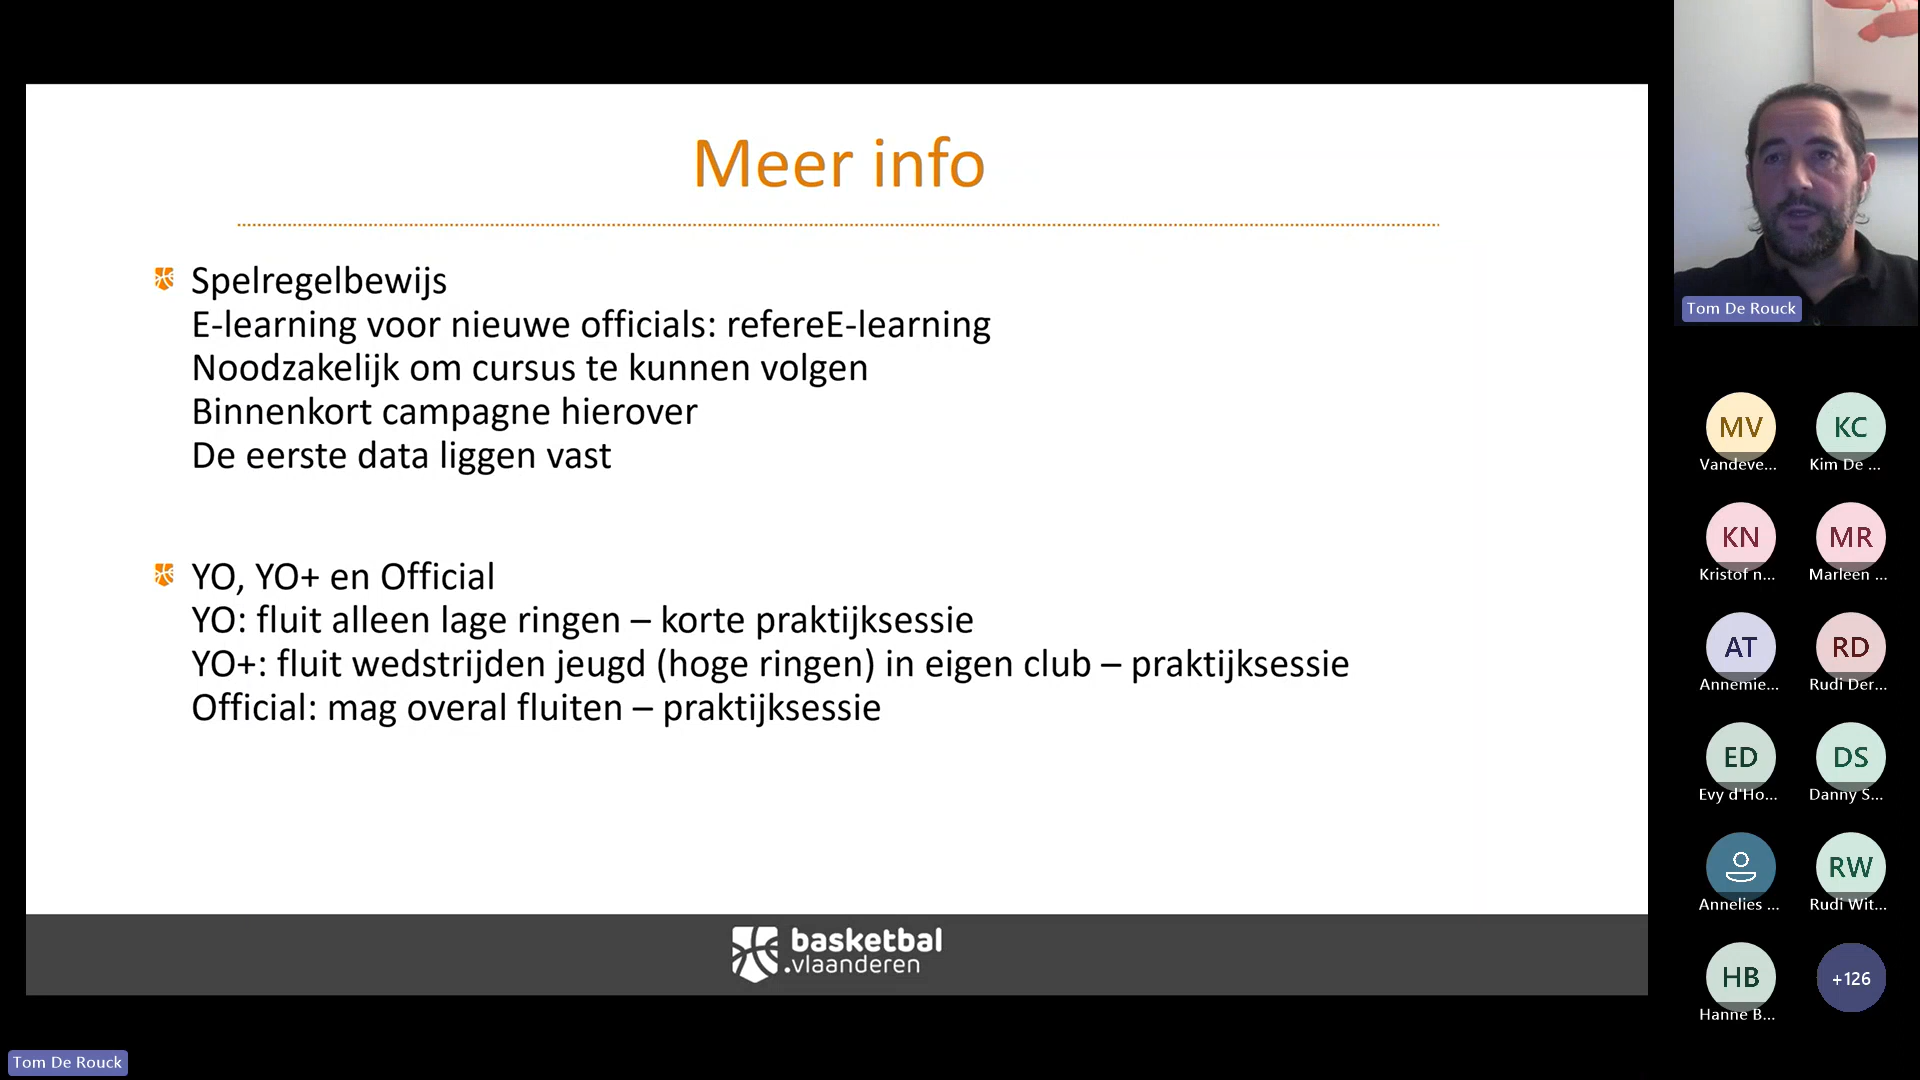 Meer info
Spelregelbewijs
E-learning voor nieuwe officials: refereE-learning
Noodzakelijk om cursus te kunnen volgen
Binnenkort campagne hierover
De eerste data liggen vast
YO, YO+ en Official
YO: fluit alleen lage ringen – korte praktijksessie
YO+: fluit wedstrijden jeugd (hoge ringen) in eigen club – praktijksessie
Official: mag overal fluiten – praktijksessie
basketbal
.vlaanderen
Tom De Rouck
Tom De Rouck
MV
Vandeve...
KC
Kim De ...
KN
Kristof n...
MR
Marleen ...
AT
Annemie...
RD
Rudi Der...
ED
Evy d'Ho...
DS
Danny S...
Annelies ...
RW
Rudi Wit...
HB
Hanne B...
+126